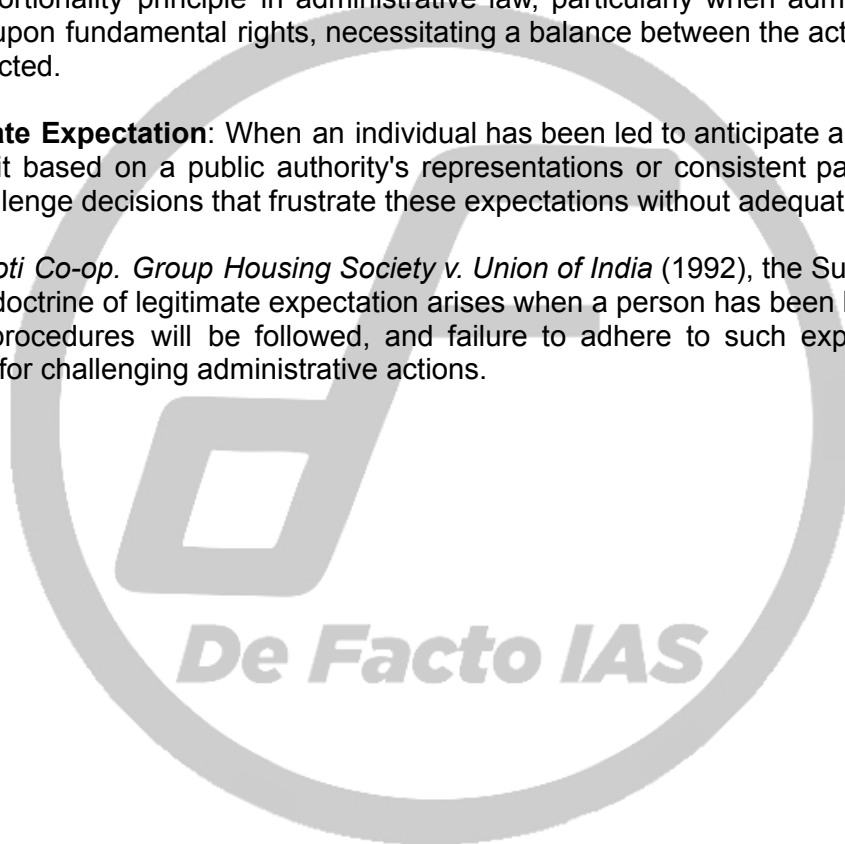 ortionality principle in administrative law, particularly when adm
upon fundamental rights, necessitating a balance between the act
cted.
ate Expectation: When an individual has been led to anticipate a
it based on a public authority's representations or consistent pa
llenge decisions that frustrate these expectations without adequat
oti Co-op. Group Housing Society v. Union of India (1992), the Su
doctrine of legitimate expectation arises when a person has been
procedures will be followed, and failure to adhere to such exp
for challenging administrative actions.
De Facto IAS